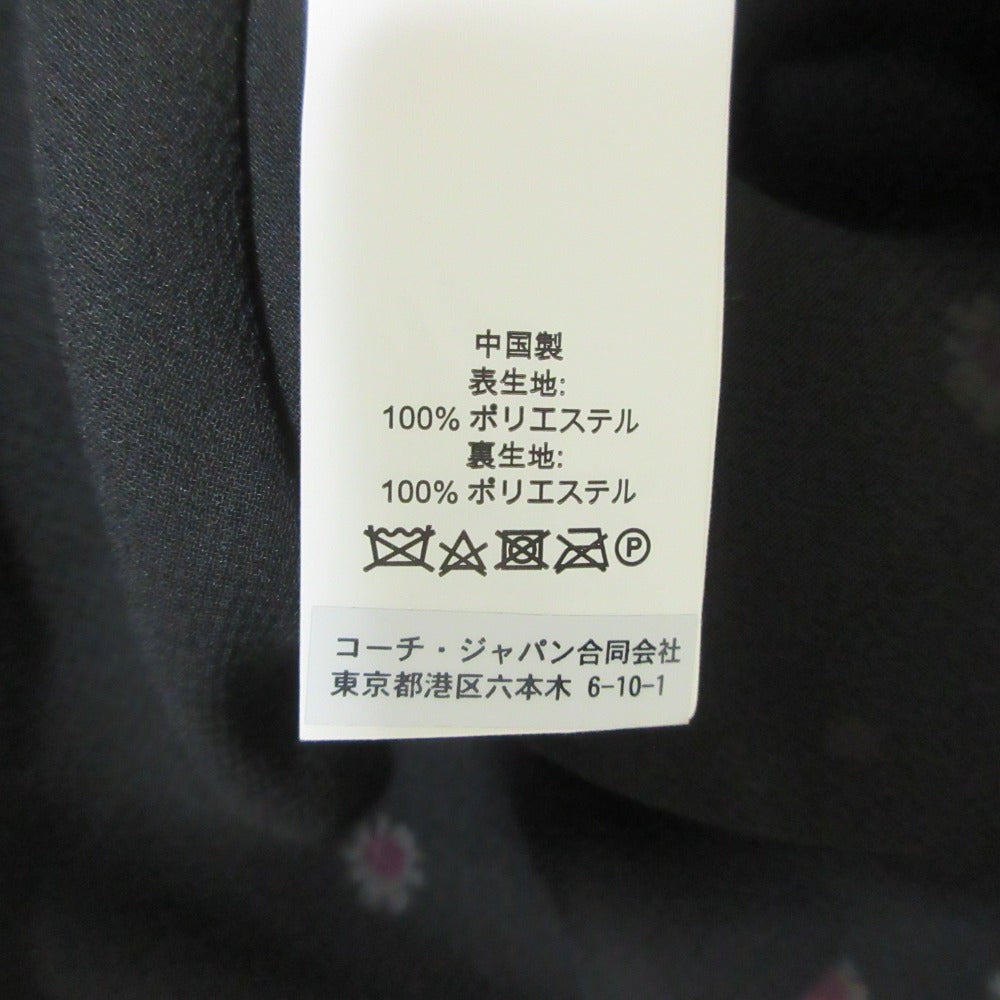 中国製
表生地:
100% ポリエステル
裏生地:
100% ポリエステル
P
コーチ・ジャパン合同会社
東京都港区六本木 6-10-1